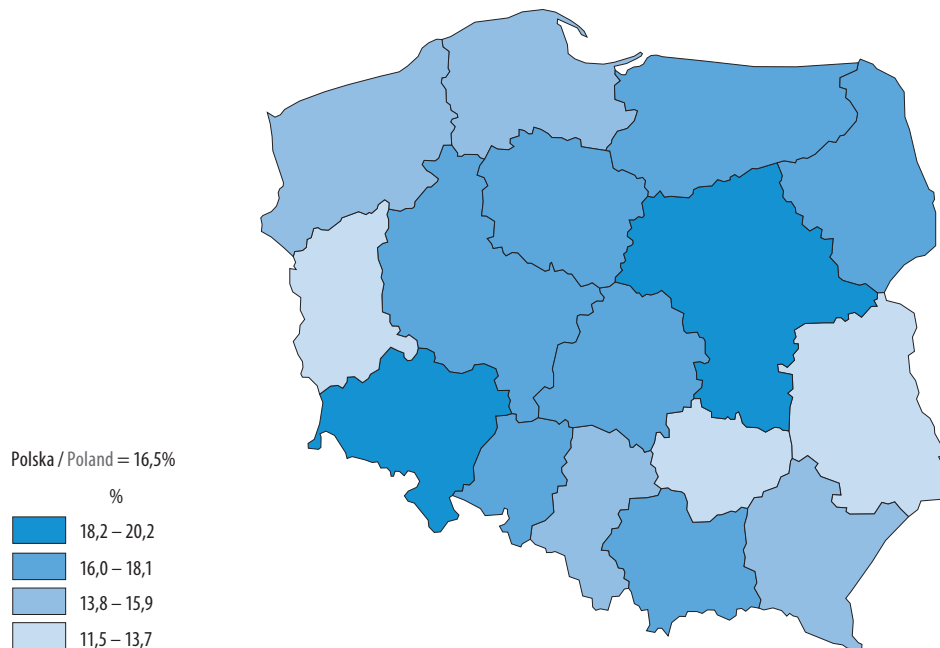 Polska / Poland = 16,5%
%
18,2 – 20,2
16,0 – 18,1
13,8 – 15,9
11,5 – 13,7